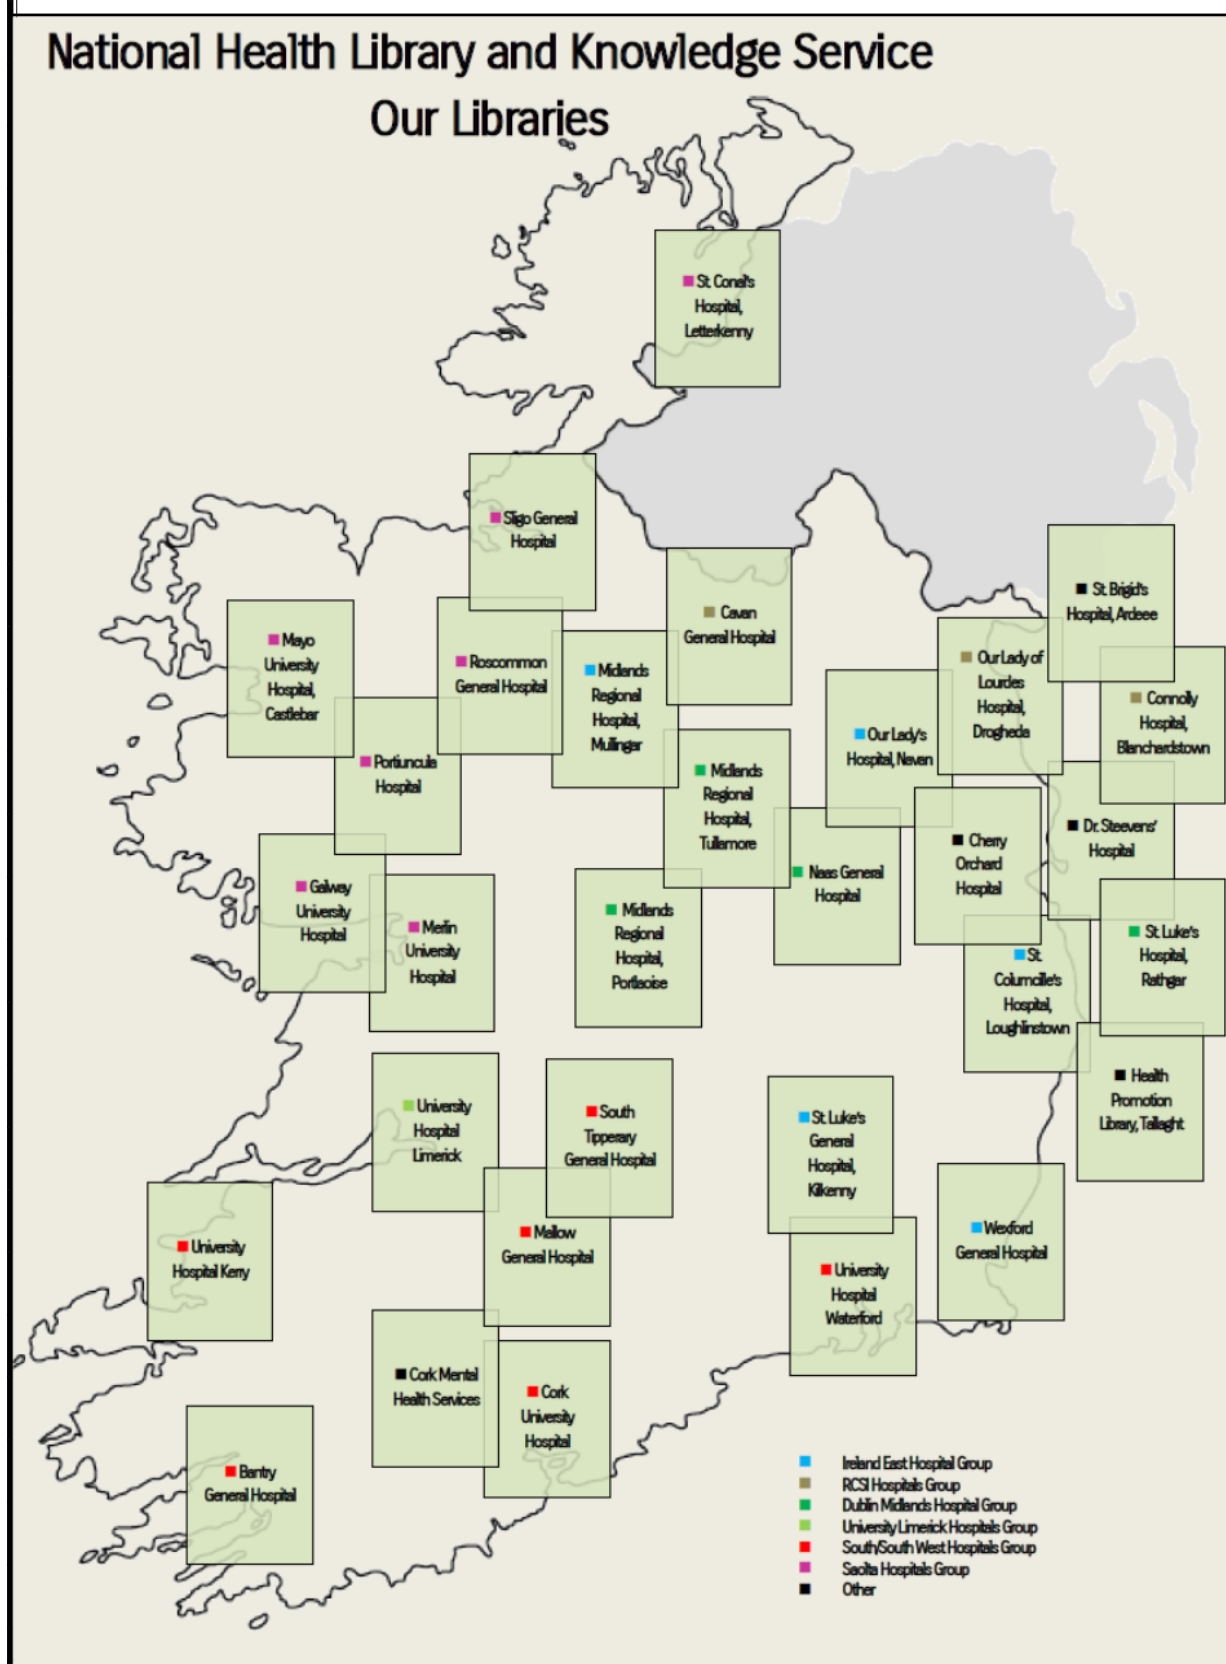 National Health Library and Knowledge Service
Our Libraries
St. Conal's
Hospital,
Letterkenny
Sligo General
Hospital
Cavan
General Hospital
St. Brigid's
Hospital, Ardeee
Mayo
University
Hospital,
Castlebar
Roscommon
General Hospital
Midlands
Regional
Hospital,
Mullingar
Our Lady of
Lourdes
Hospital,
Drogheda
Connolly
Hospital,
Blanchardstown
Our Lady's
Hospital, Navan
Portiuncula
Hospital
Midlands
Regional
Hospital,
Tullamore
Dr. Steevens'
Hospital
Cherry
Orchard
Hospital
Naas General
Hospital
Galway
University
Hospital
Merlin
University
Hospital
Midlands
Regional
Hospital,
Portlaoise
St. Luke's
Hospital,
Rathgar
St.
Columcille's
Hospital,
Loughlinstown
Health
Promotion
Library, Tallaght
University
Hospital
Limerick
South
Tipperary
General Hospital
St. Luke's
General
Hospital,
Kilkenny
Wexford
General Hospital
University
Hospital Kerry
Mallow
General Hospital
University
Hospital
Waterford
Cork Mental
Health Services
Cork
University
Hospital
Bantry
General Hospital
Ireland East Hospital Group
RCSI Hospitals Group
Dublin Midlands Hospital Group
University Limerick Hospitals Group
South/South West Hospitals Group
Saolta Hospitals Group
Other